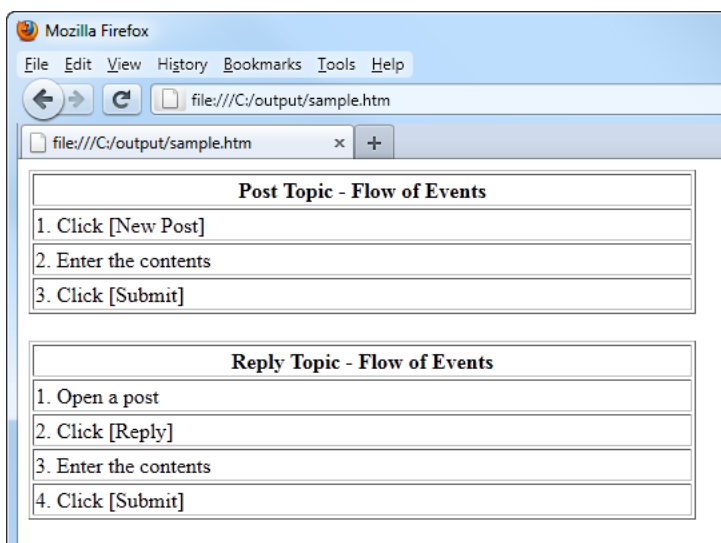 Mozilla Firefox
File Edit View History Bookmarks Tools Help
file:///C:/output/sample.htm
file:///C:/output/sample.htm
Post Topic - Flow of Events
1. Click [New Post]
2. Enter the contents
3. Click [Submit]
Reply Topic - Flow of Events
1. Open a post
2. Click [Reply]
3. Enter the contents
4. Click [Submit]